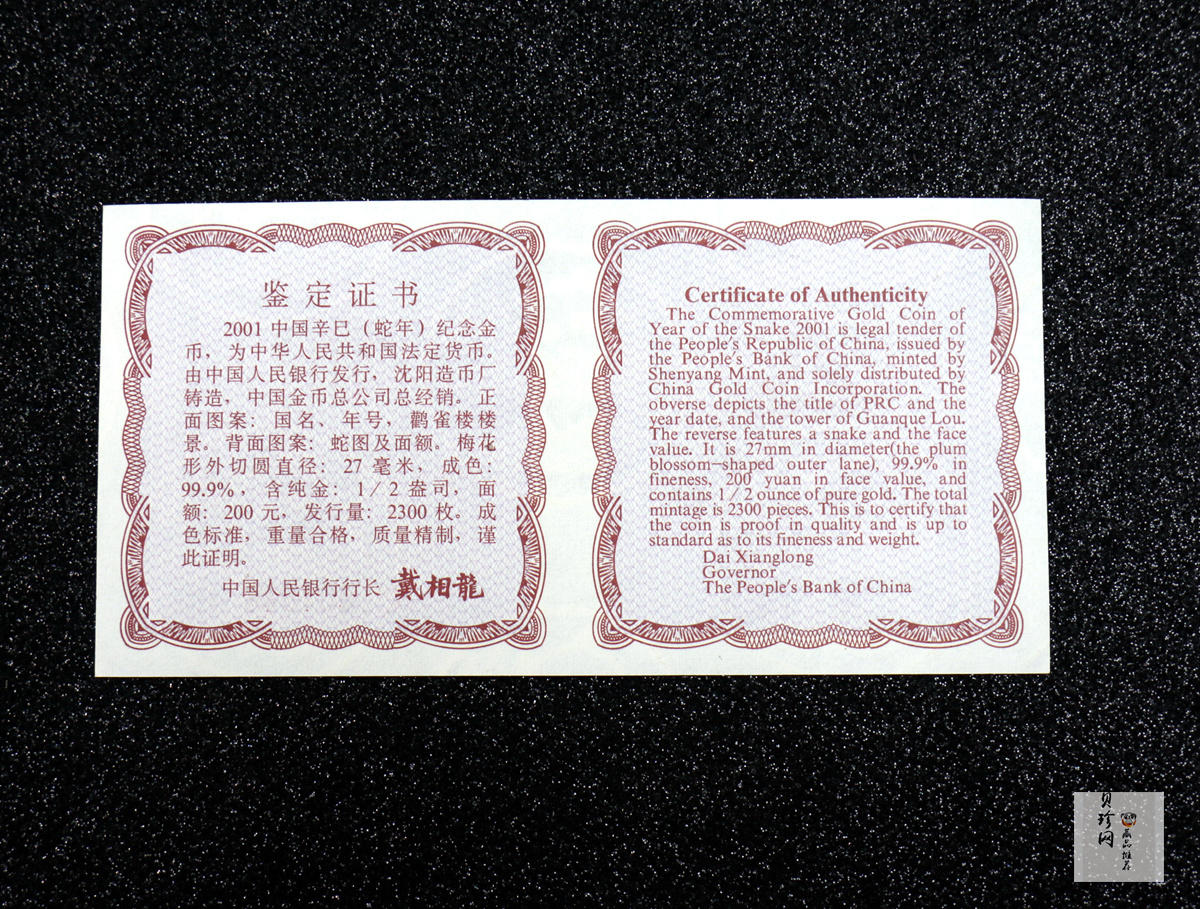 鉴定证书
2001 中国辛巳（蛇年）纪念金
币，为中华人民共和国法定货币。
由中国人民银行发行，沈阳造币厂
铸造，中国金币总公司总经销。正
面图案：国名、年号，鹳雀楼楼
景。背面图案：蛇图及面额。梅花
形外切圆直径：27 毫米，成色：
99.9%，含纯金：1／2 盎司，面
额：200 元，发行量：2300 枚。成
色标准，重量合格，质量精制，谨
此证明。
中国人民银行行长 戴相龍
Certificate of Authenticity
The Commemorative Gold Coin of
Year of the Snake 2001 is legal tender of
the People's Republic of China, issued by
the People's Bank of China, minted by
Shenyang Mint, and solely distributed by
China Gold Coin Incorporation. The
obverse depicts the title of PRC and the
year date, and the tower of Guanque Lou.
The reverse features a snake and the face
value. It is 27mm in diameter(the plum
blossom-shaped outer lane), 99.9% in
fineness, 200 yuan in face value, and
contains 1／2 ounce of pure gold. The total
mintage is 2300 pieces. This is to certify that
the coin is proof in quality and is up to
standard as to its fineness and weight.
Dai Xianglong
Governor
The People's Bank of China
贝珍网
藏品推荐